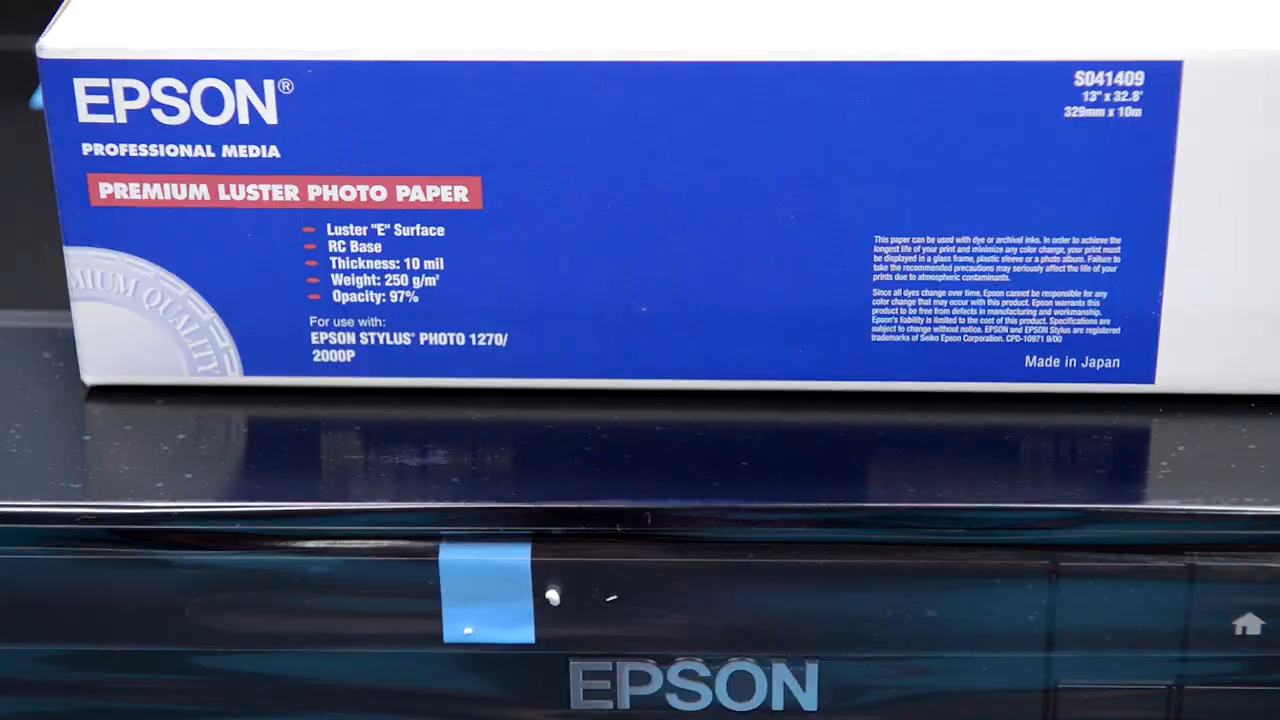 EPSON®
PROFESSIONAL MEDIA
PREMIUM LUSTER PHOTO PAPER
Luster "E" Surface
RC Base
Thickness: 10 mil
Weight: 250 g/m²
Opacity: 97%
For use with:
EPSON STYLUS® PHOTO 1270/
2000P
MIUM QUALITY
S041409
13" x 32.8'
329mm x 10m
This paper can be used with dye or archival inks. In order to achieve the
longest life of your print and minimize any color change, your print must
be displayed in a glass frame, plastic sleeve or a photo album. Failure to
take the recommended precautions may seriously affect the life of your
prints due to atmospheric contaminants.
Since all dyes change over time, Epson cannot be responsible for any
color change that may occur with this product. Epson warrants this
product to be free from defects in manufacturing and workmanship.
Epson's liability is limited to the cost of this product. Specifications are
subject to change without notice. EPSON and EPSON Stylus are registered
trademarks of Seiko Epson Corporation. CPD-10971 9/00
Made in Japan
EPSON